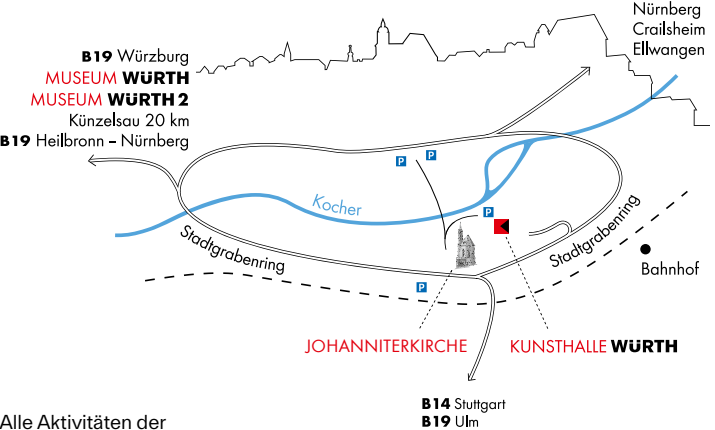 Nürnberg
Crailsheim
Ellwangen
B19 Würzburg
MUSEUM WÜRTH
MUSEUM WÜRTH 2
Künzelsau 20 km
B19 Heilbronn – Nürnberg
P
P
Kocher
P
Stadtgrabenring
Stadtgrabenring
Bahnhof
P
JOHANNITERKIRCHE
KUNSTHALLE WÜRTH
B14 Stuttgart
B19 Ulm
Alle Aktivitäten der